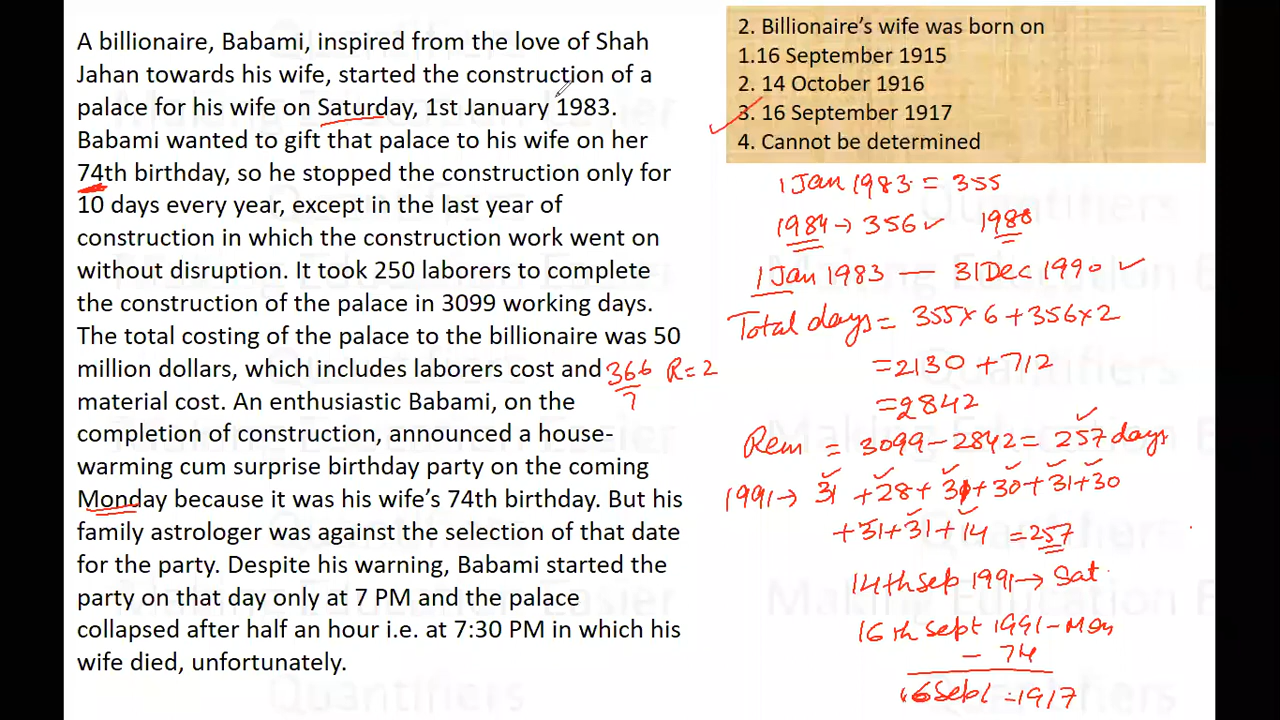 A billionaire, Babami, inspired from the love of Shah
Jahan towards his wife, started the construction of a
palace for his wife on Saturday, 1st January 1983.
Babami wanted to gift that palace to his wife on her
74th birthday, so he stopped the construction only for
10 days every year, except in the last year of
construction in which the construction work went on
without disruption. It took 250 laborers to complete
the construction of the palace in 3099 working days.
The total costing of the palace to the billionaire was 50
million dollars, which includes laborers cost and
material cost. An enthusiastic Babami, on the
completion of construction, announced a house-
warming cum surprise birthday party on the coming
Monday because it was his wife's 74th birthday. But his
family astrologer was against the selection of that date
for the party. Despite his warning, Babami started the
party on that day only at 7 PM and the palace
collapsed after half an hour i.e. at 7:30 PM in which his
wife died, unfortunately.
366 R=2
7
2. Billionaire's wife was born on
1.16 September 1915
2. 14 October 1916
3. 16 September 1917
4. Cannot be determined
1 Jan 1983 = 355
1984 → 356 ✓ 1988
1 Jan 1983 — 31 Dec 1990 ✓
Total days = 355×6+356×2
=2130+712
=2842
Rem = 3099-2842= 257 days
1991→ 31 +28+31+30+31+30
+31+31+14 =257
14th Sep 1991→ Sat
16th Sept 1991-Mon
- 74
16 Sept -1917
Quantifiers
Making Education Easier